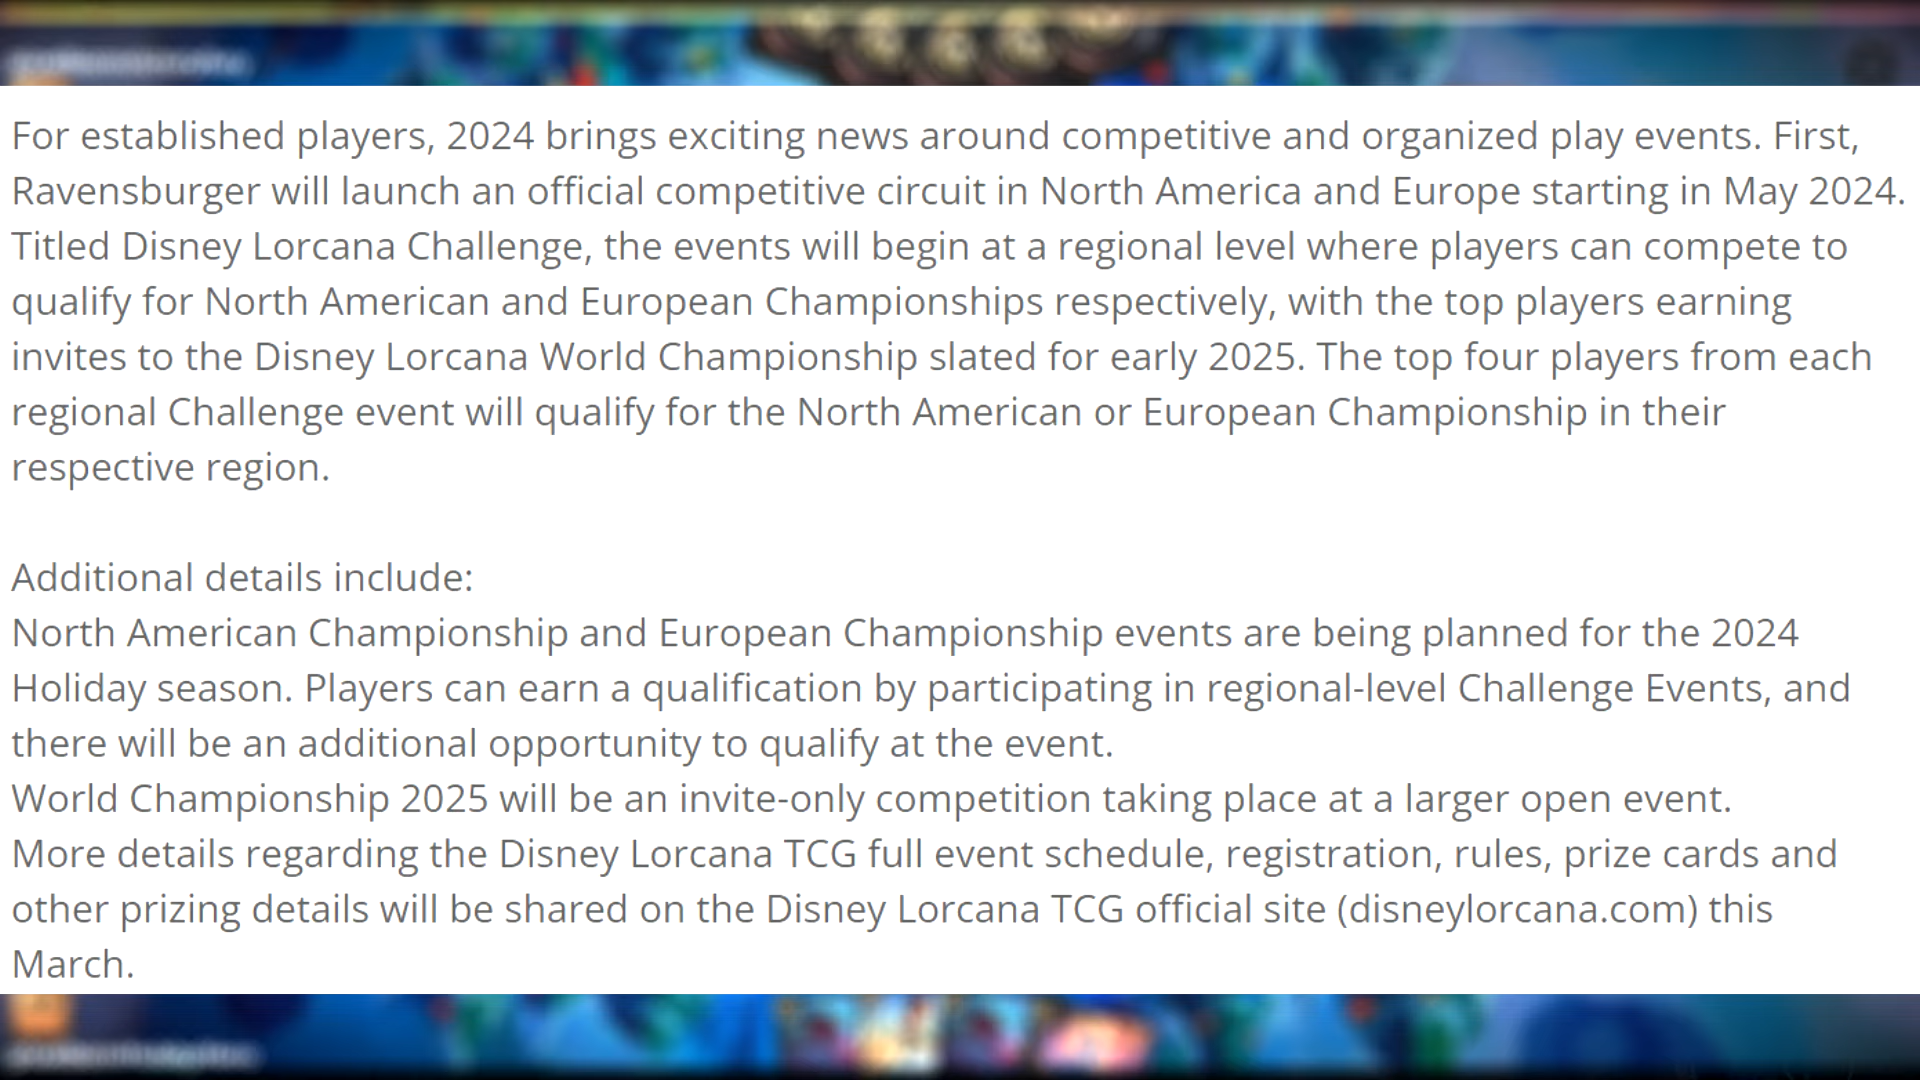 For established players, 2024 brings exciting news around competitive and organized play events. First,
Ravensburger will launch an official competitive circuit in North America and Europe starting in May 2024.
Titled Disney Lorcana Challenge, the events will begin at a regional level where players can compete to
qualify for North American and European Championships respectively, with the top players earning
invites to the Disney Lorcana World Championship slated for early 2025. The top four players from each
regional Challenge event will qualify for the North American or European Championship in their
respective region.
Additional details include:
North American Championship and European Championship events are being planned for the 2024
Holiday season. Players can earn a qualification by participating in regional-level Challenge Events, and
there will be an additional opportunity to qualify at the event.
World Championship 2025 will be an invite-only competition taking place at a larger open event.
More details regarding the Disney Lorcana TCG full event schedule, registration, rules, prize cards and
other prizing details will be shared on the Disney Lorcana TCG official site (disneylorcana.com) this
March.